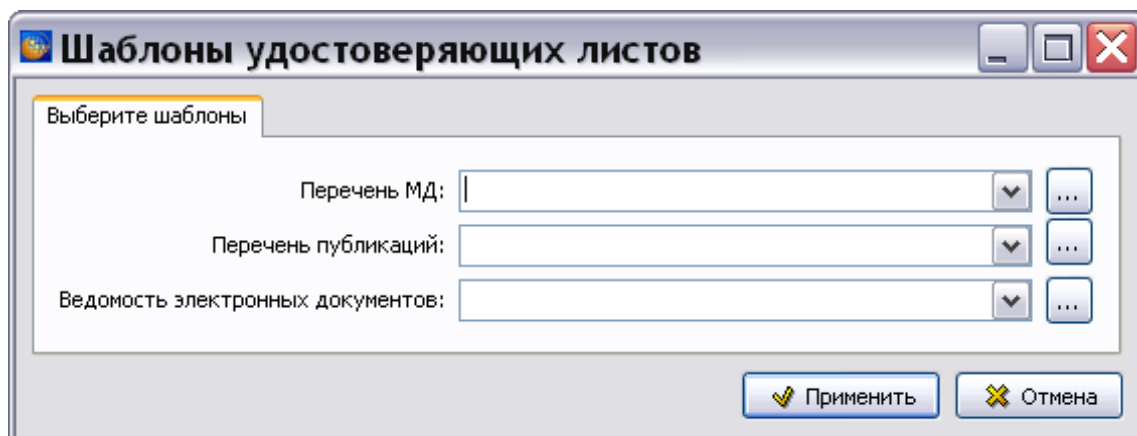 Шаблоны удостоверяющих листов
Выберите шаблоны
Перечень МД: ...
Перечень публикаций: ...
Ведомость электронных документов: ...
Применить Отмена